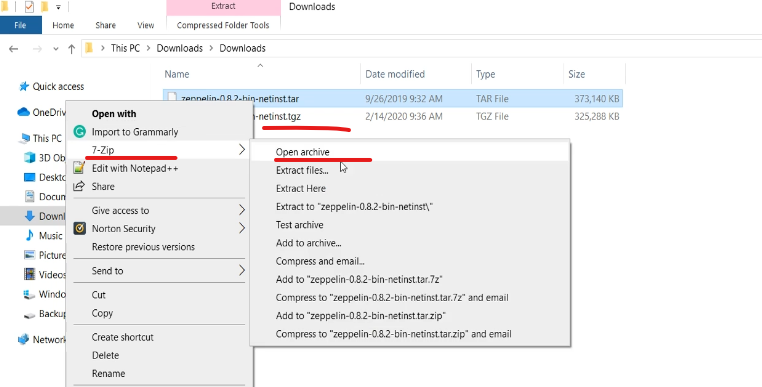 Extract
Downloads
File
Home
Share
View
Compressed Folder Tools
This PC
Downloads
Downloads
Name
Date modified
Type
Size
Quick access
zeppelin-0.8.2-bin-netinst.tar
9/26/2019 9:32 AM
TAR File
373,140 KB
OneDriv
Open with
n-netinst.tgz
2/14/2020 9:36 AM
TGZ File
325,288 KB
Import to Grammarly
This PC
7-Zip
3D Obj
Edit with Notepad++
Deskto
Share
Docum
Give access to
Downl
Norton Security
Music
Restore previous versions
Picture
Videos
Send to
Windo
Cut
Backup
Copy
Network
Create shortcut
Delete
Rename
Open archive
Extract files...
Extract Here
Extract to "zeppelin-0.8.2-bin-netinst\"
Test archive
Add to archive...
Compress and email...
Add to "zeppelin-0.8.2-bin-netinst.tar.7z"
Compress to "zeppelin-0.8.2-bin-netinst.tar.7z" and email
Add to "zeppelin-0.8.2-bin-netinst.tar.zip"
Compress to "zeppelin-0.8.2-bin-netinst.tar.zip" and email